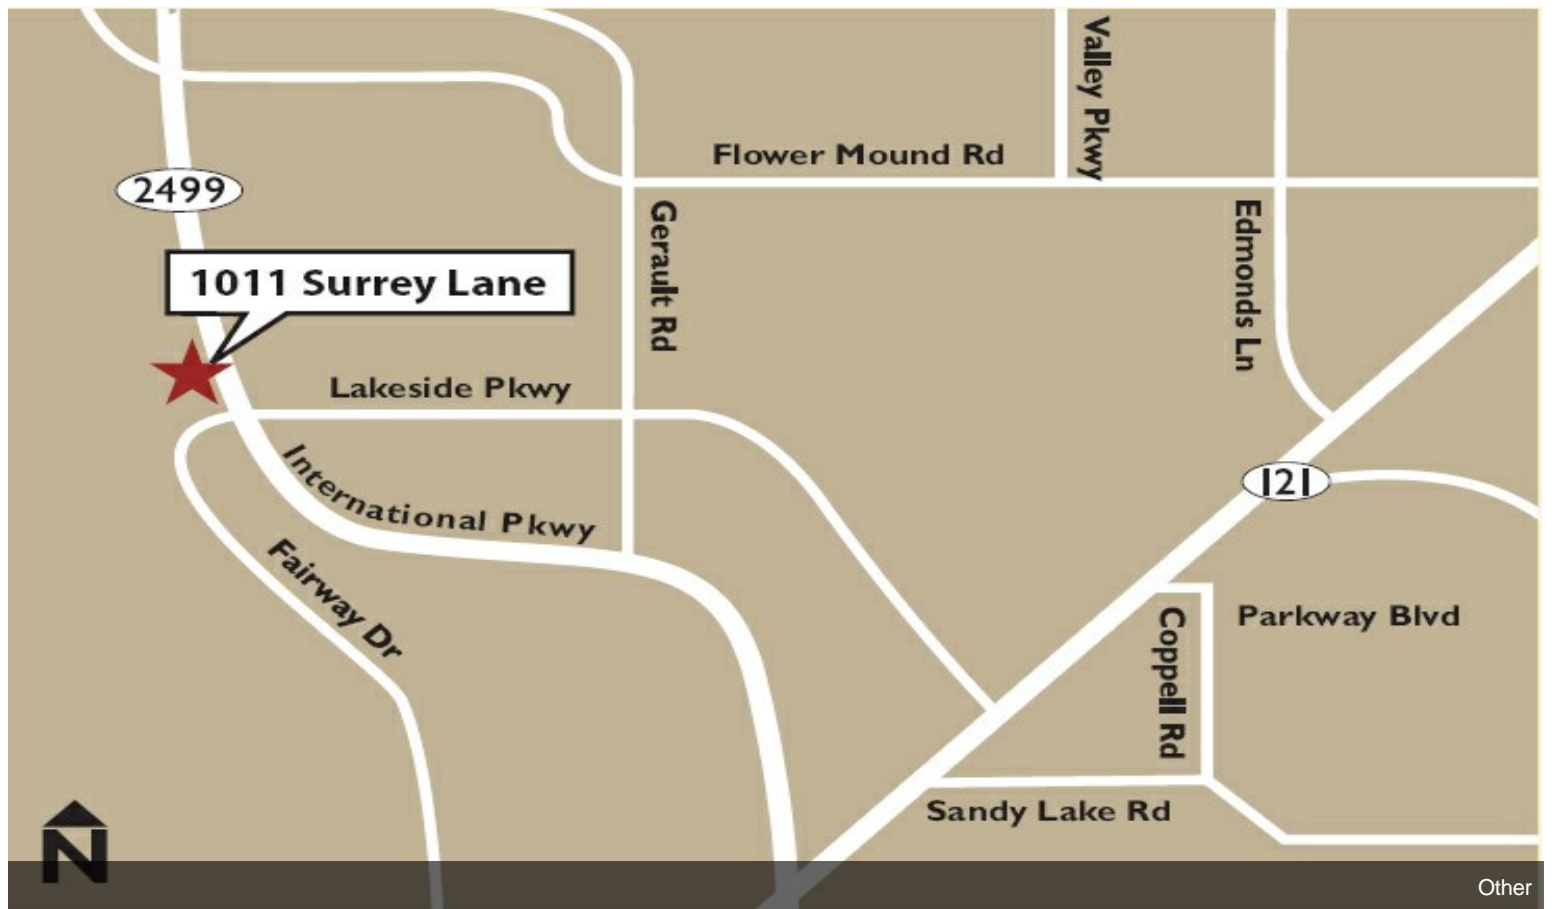 Valley Pkwy
Flower Mound Rd
2499
Gerault Rd
Edmonds Ln
1011 Surrey Lane
Lakeside Pkwy
International Pkwy
121
Fairway Dr
Coppell Rd
Parkway Blvd
Sandy Lake Rd
N
Other